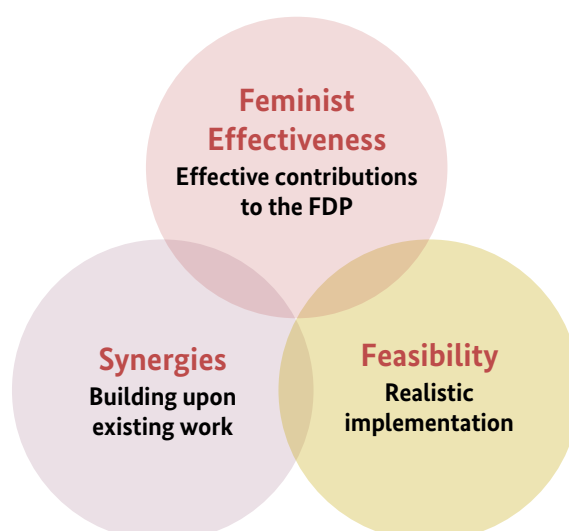 Feminist
Effectiveness
Effective contributions
to the FDP
Synergies
Building upon
existing work
Feasibility
Realistic
implementation